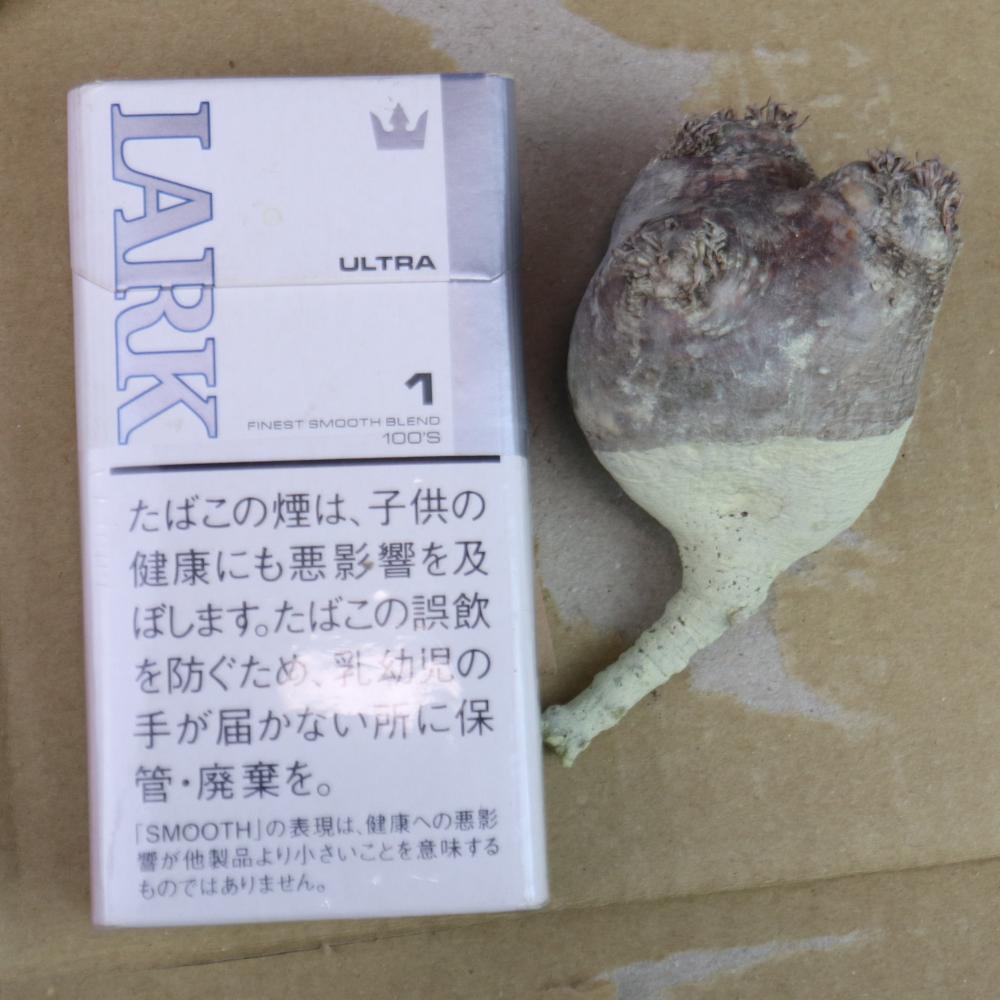 LARK
ULTRA
1
FINEST SMOOTH BLEND
100'S
たばこの煙は、子供の
健康にも悪影響を及
ぼします。たばこの誤飲
を防ぐため、乳幼児の
手が届かない所に保
管・廃棄を。
「SMOOTH」の表現は、健康への悪影
響が他製品より小さいことを意味する
ものではありません。